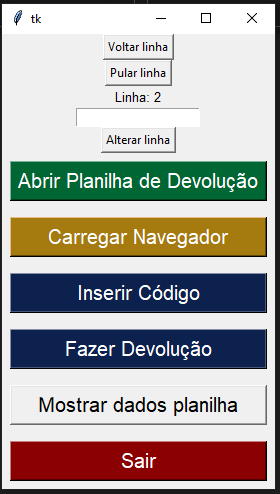 tk
Voltar linha
Pular linha
Linha: 2
Alterar linha
Abrir Planilha de Devolução
Carregar Navegador
Inserir Código
Fazer Devolução
Mostrar dados planilha
Sair